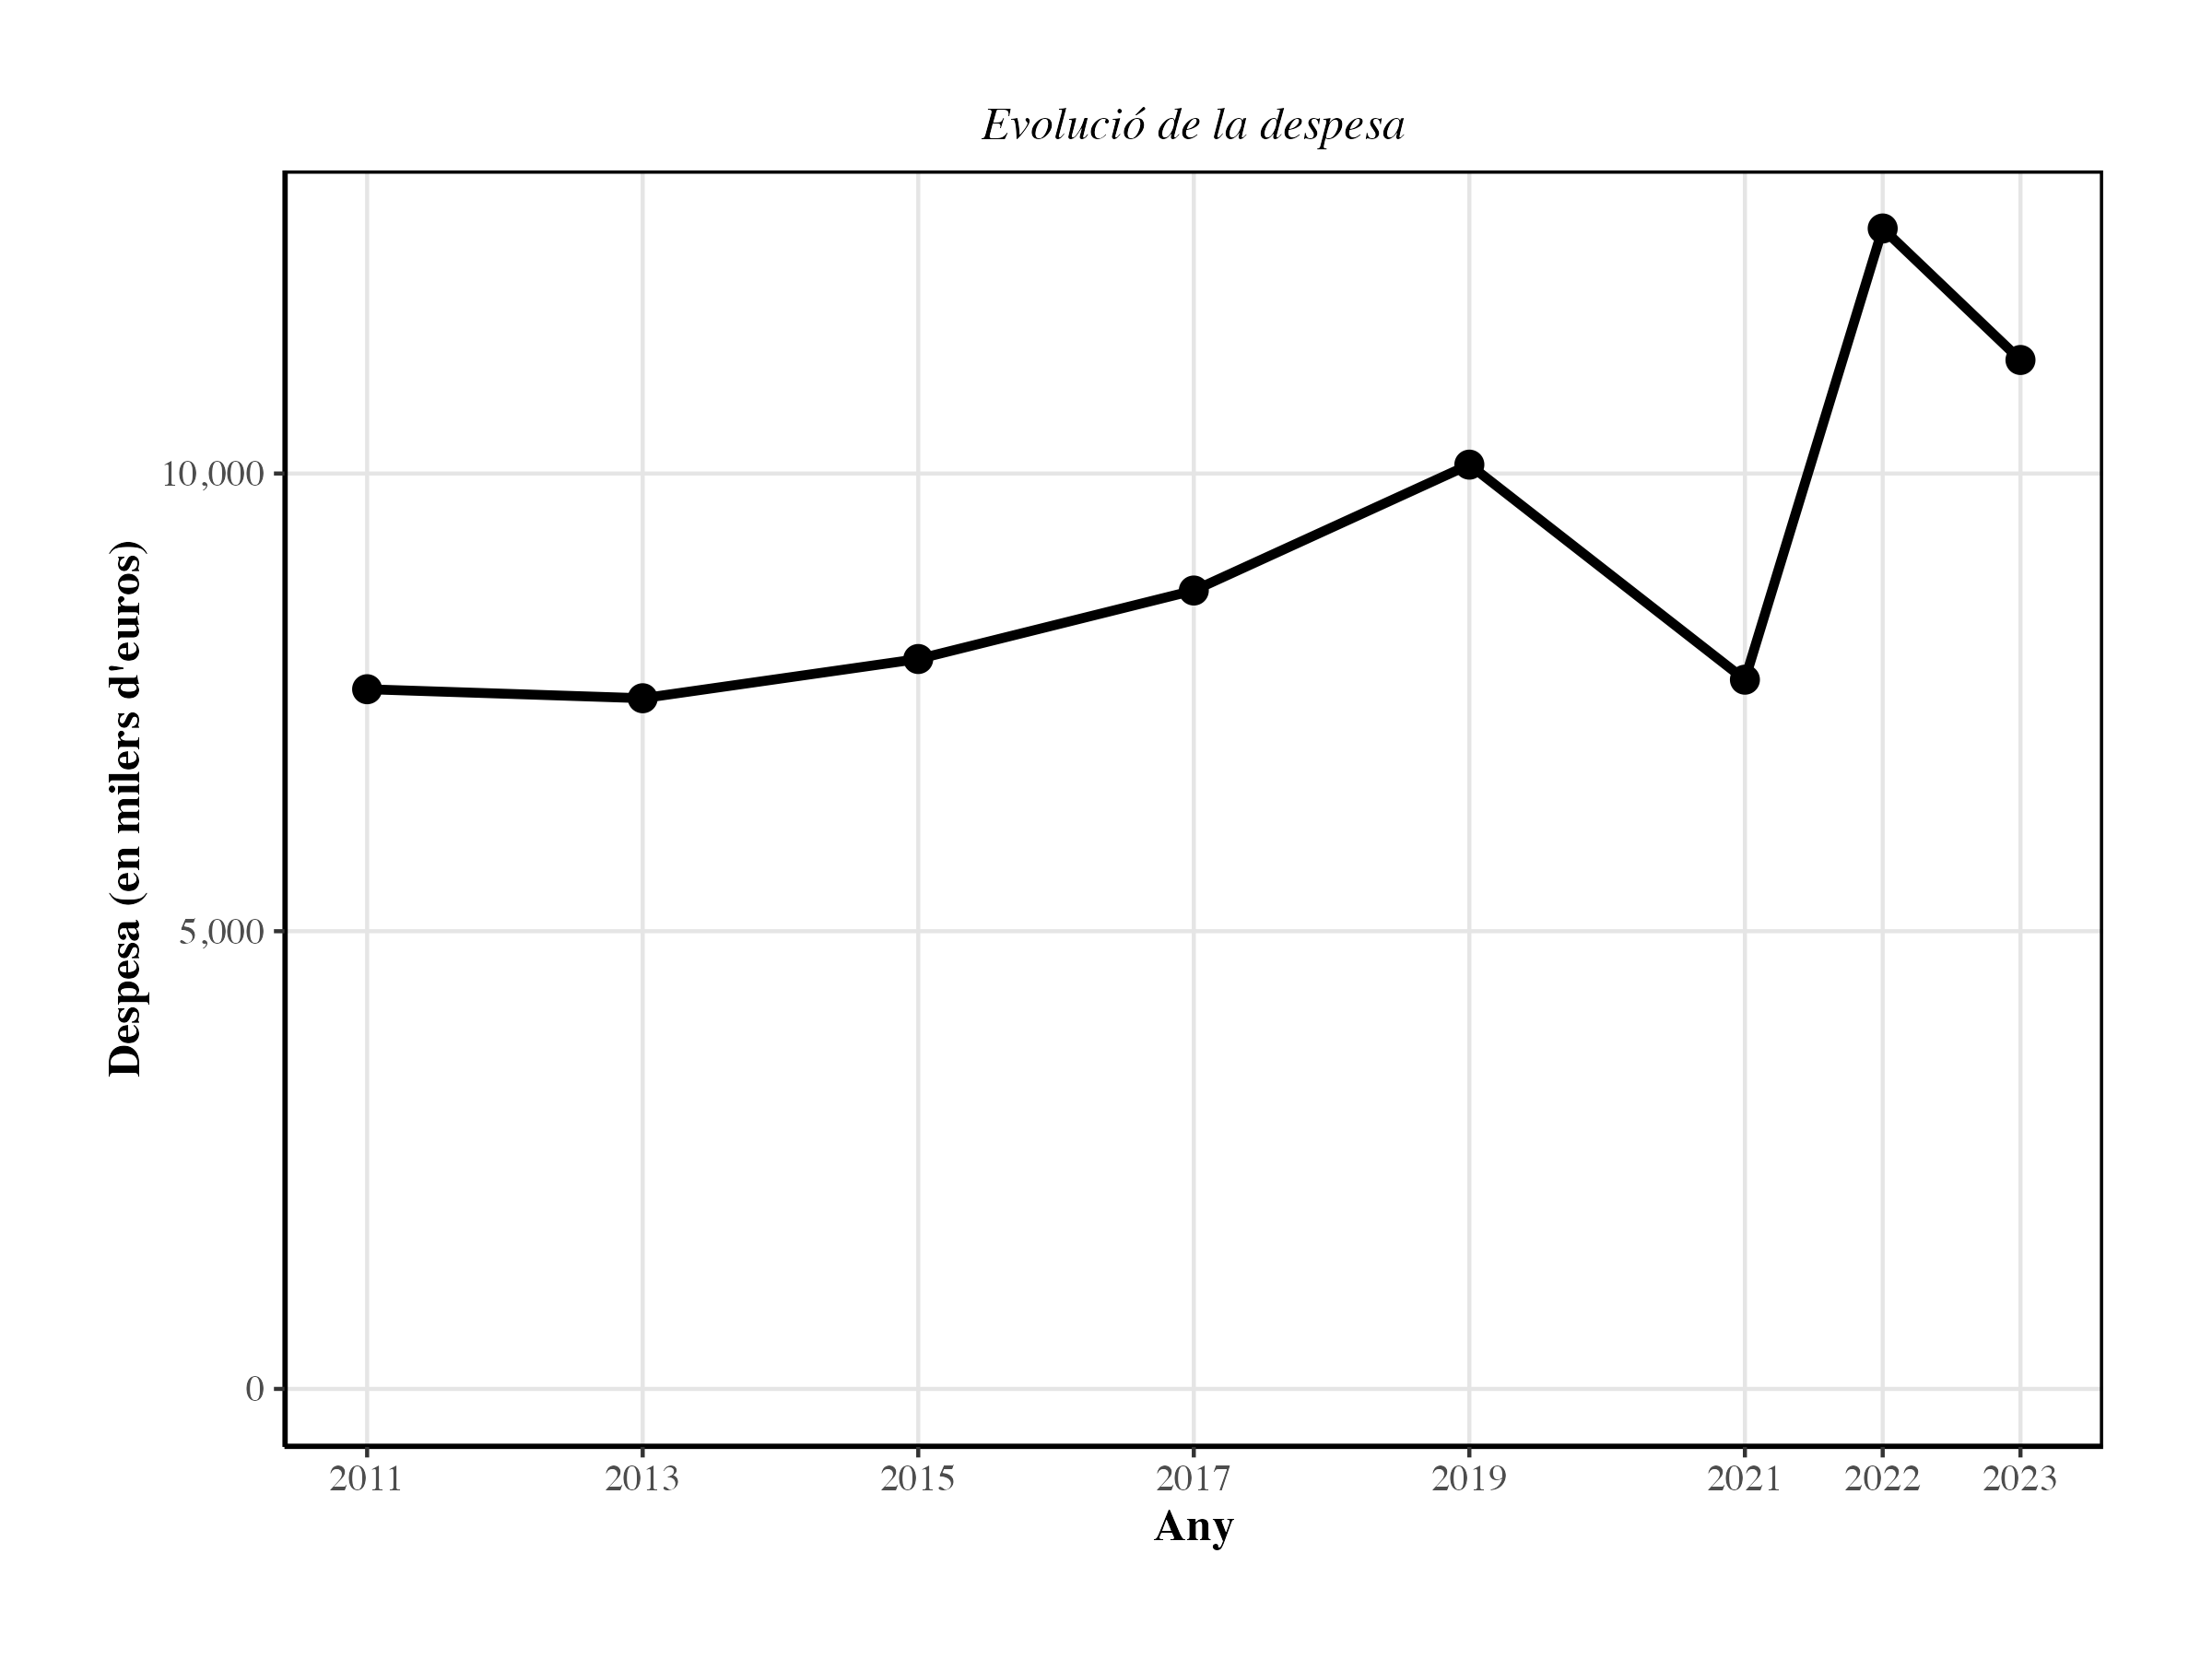 Evolució de la despesa
Despesa (en milers d'euros)
10,000
5,000
0
2011 2013 2015 2017 2019 2021 2022 2023
Any